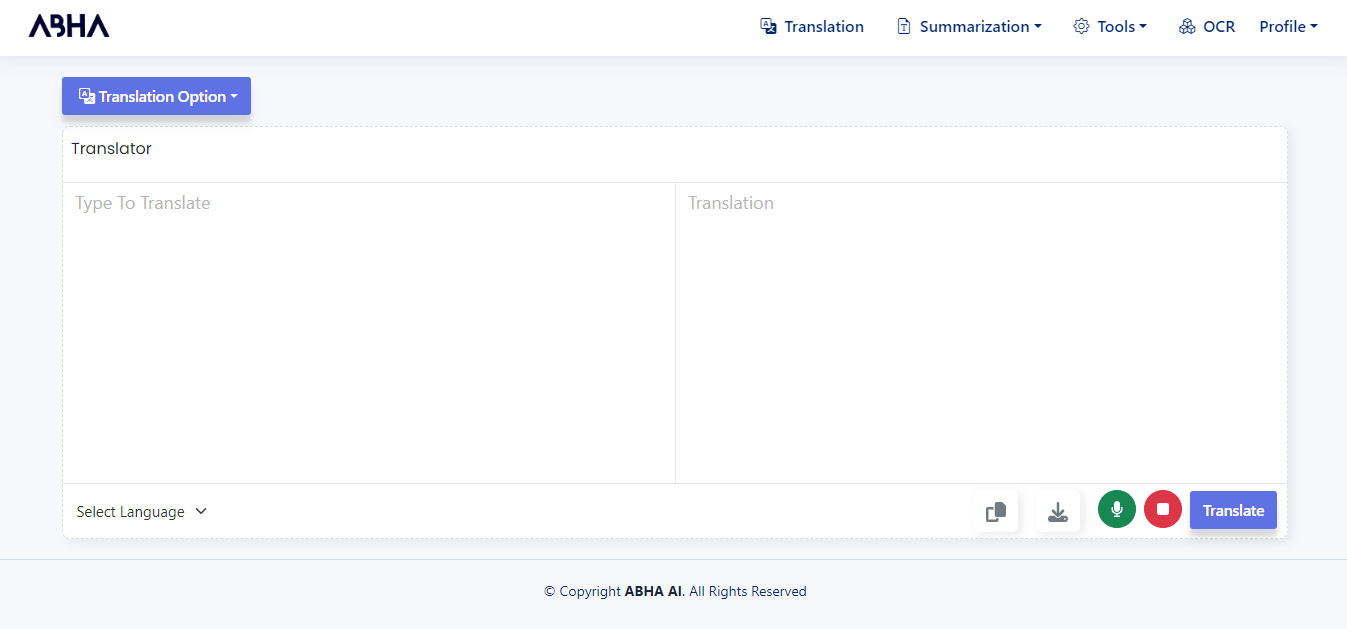 ABHA
Translation Summarization Tools OCR Profile
Translation Option
Translator
Type To Translate
Translation
Select Language
Translate
© Copyright ABHA AI. All Rights Reserved